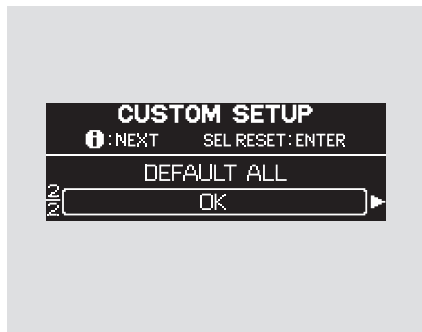 CUSTOM SETUP
i:NEXT SEL RESET:ENTER
DEFAULT ALL
2/2 OK